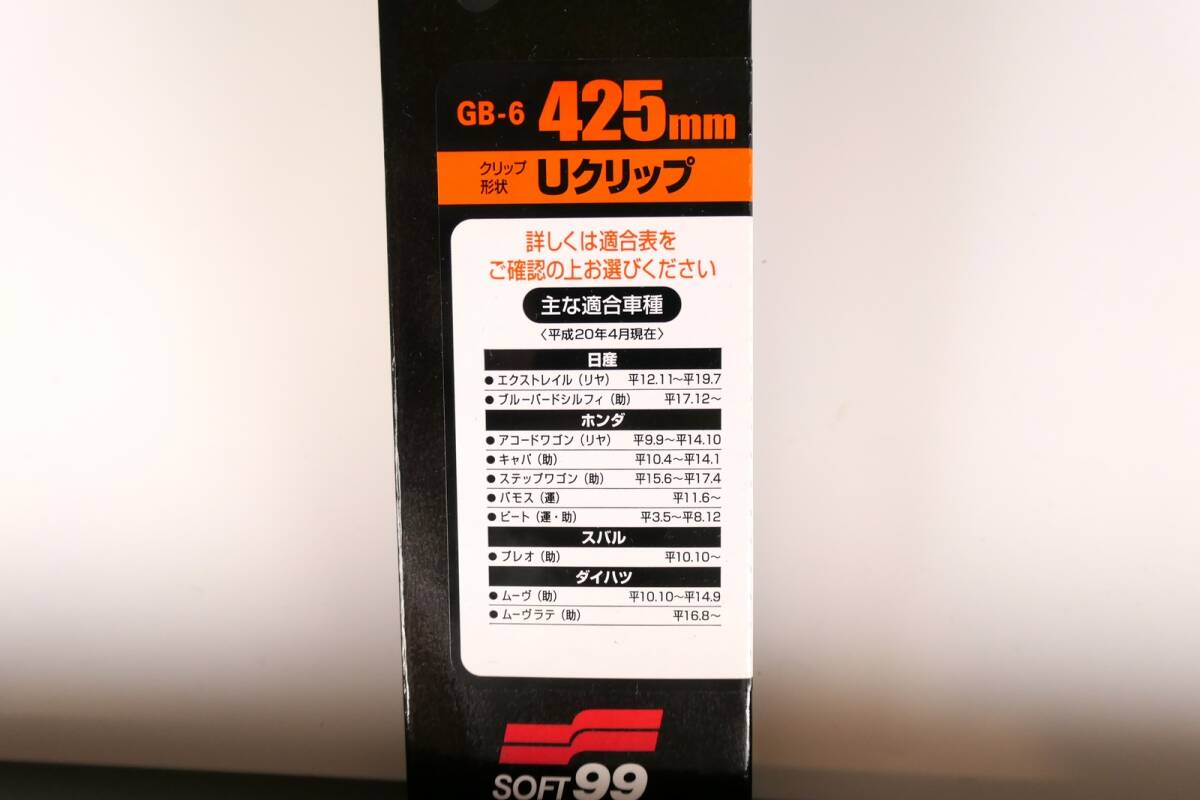 GB-6 425mm
クリップ形状 Uクリップ
詳しくは適合表を
ご確認の上お選びください
主な適合車種
〈平成20年4月現在〉
日産
●エクストレイル（リヤ） 平12.11〜平19.7
●ブルーバードシルフィ（助） 平17.12〜
ホンダ
●アコードワゴン（リヤ） 平9.9〜平14.10
●キャパ（助） 平10.4〜平14.1
●ステップワゴン（助） 平15.6〜平17.4
●バモス（運） 平11.6〜
●ビート（運・助） 平3.5〜平8.12
スバル
●プレオ（助） 平10.10〜
ダイハツ
●ムーヴ（助） 平10.10〜平14.9
●ムーヴラテ（助） 平16.8〜
SOFT99